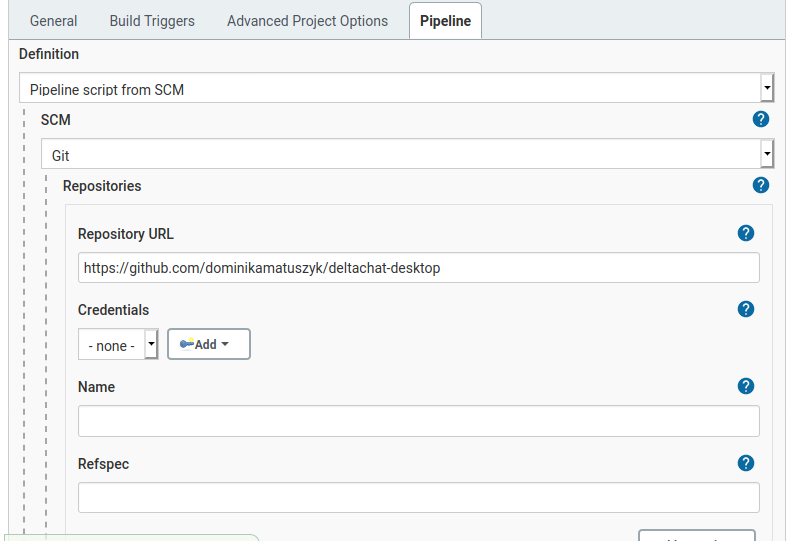 General Build Triggers Advanced Project Options Pipeline
Definition
Pipeline script from SCM
SCM
?
Git
Repositories
?
Repository URL
?
https://github.com/dominikamatuszyk/deltachat-desktop
Credentials
?
- none -
Add
Name
?
Refspec
?